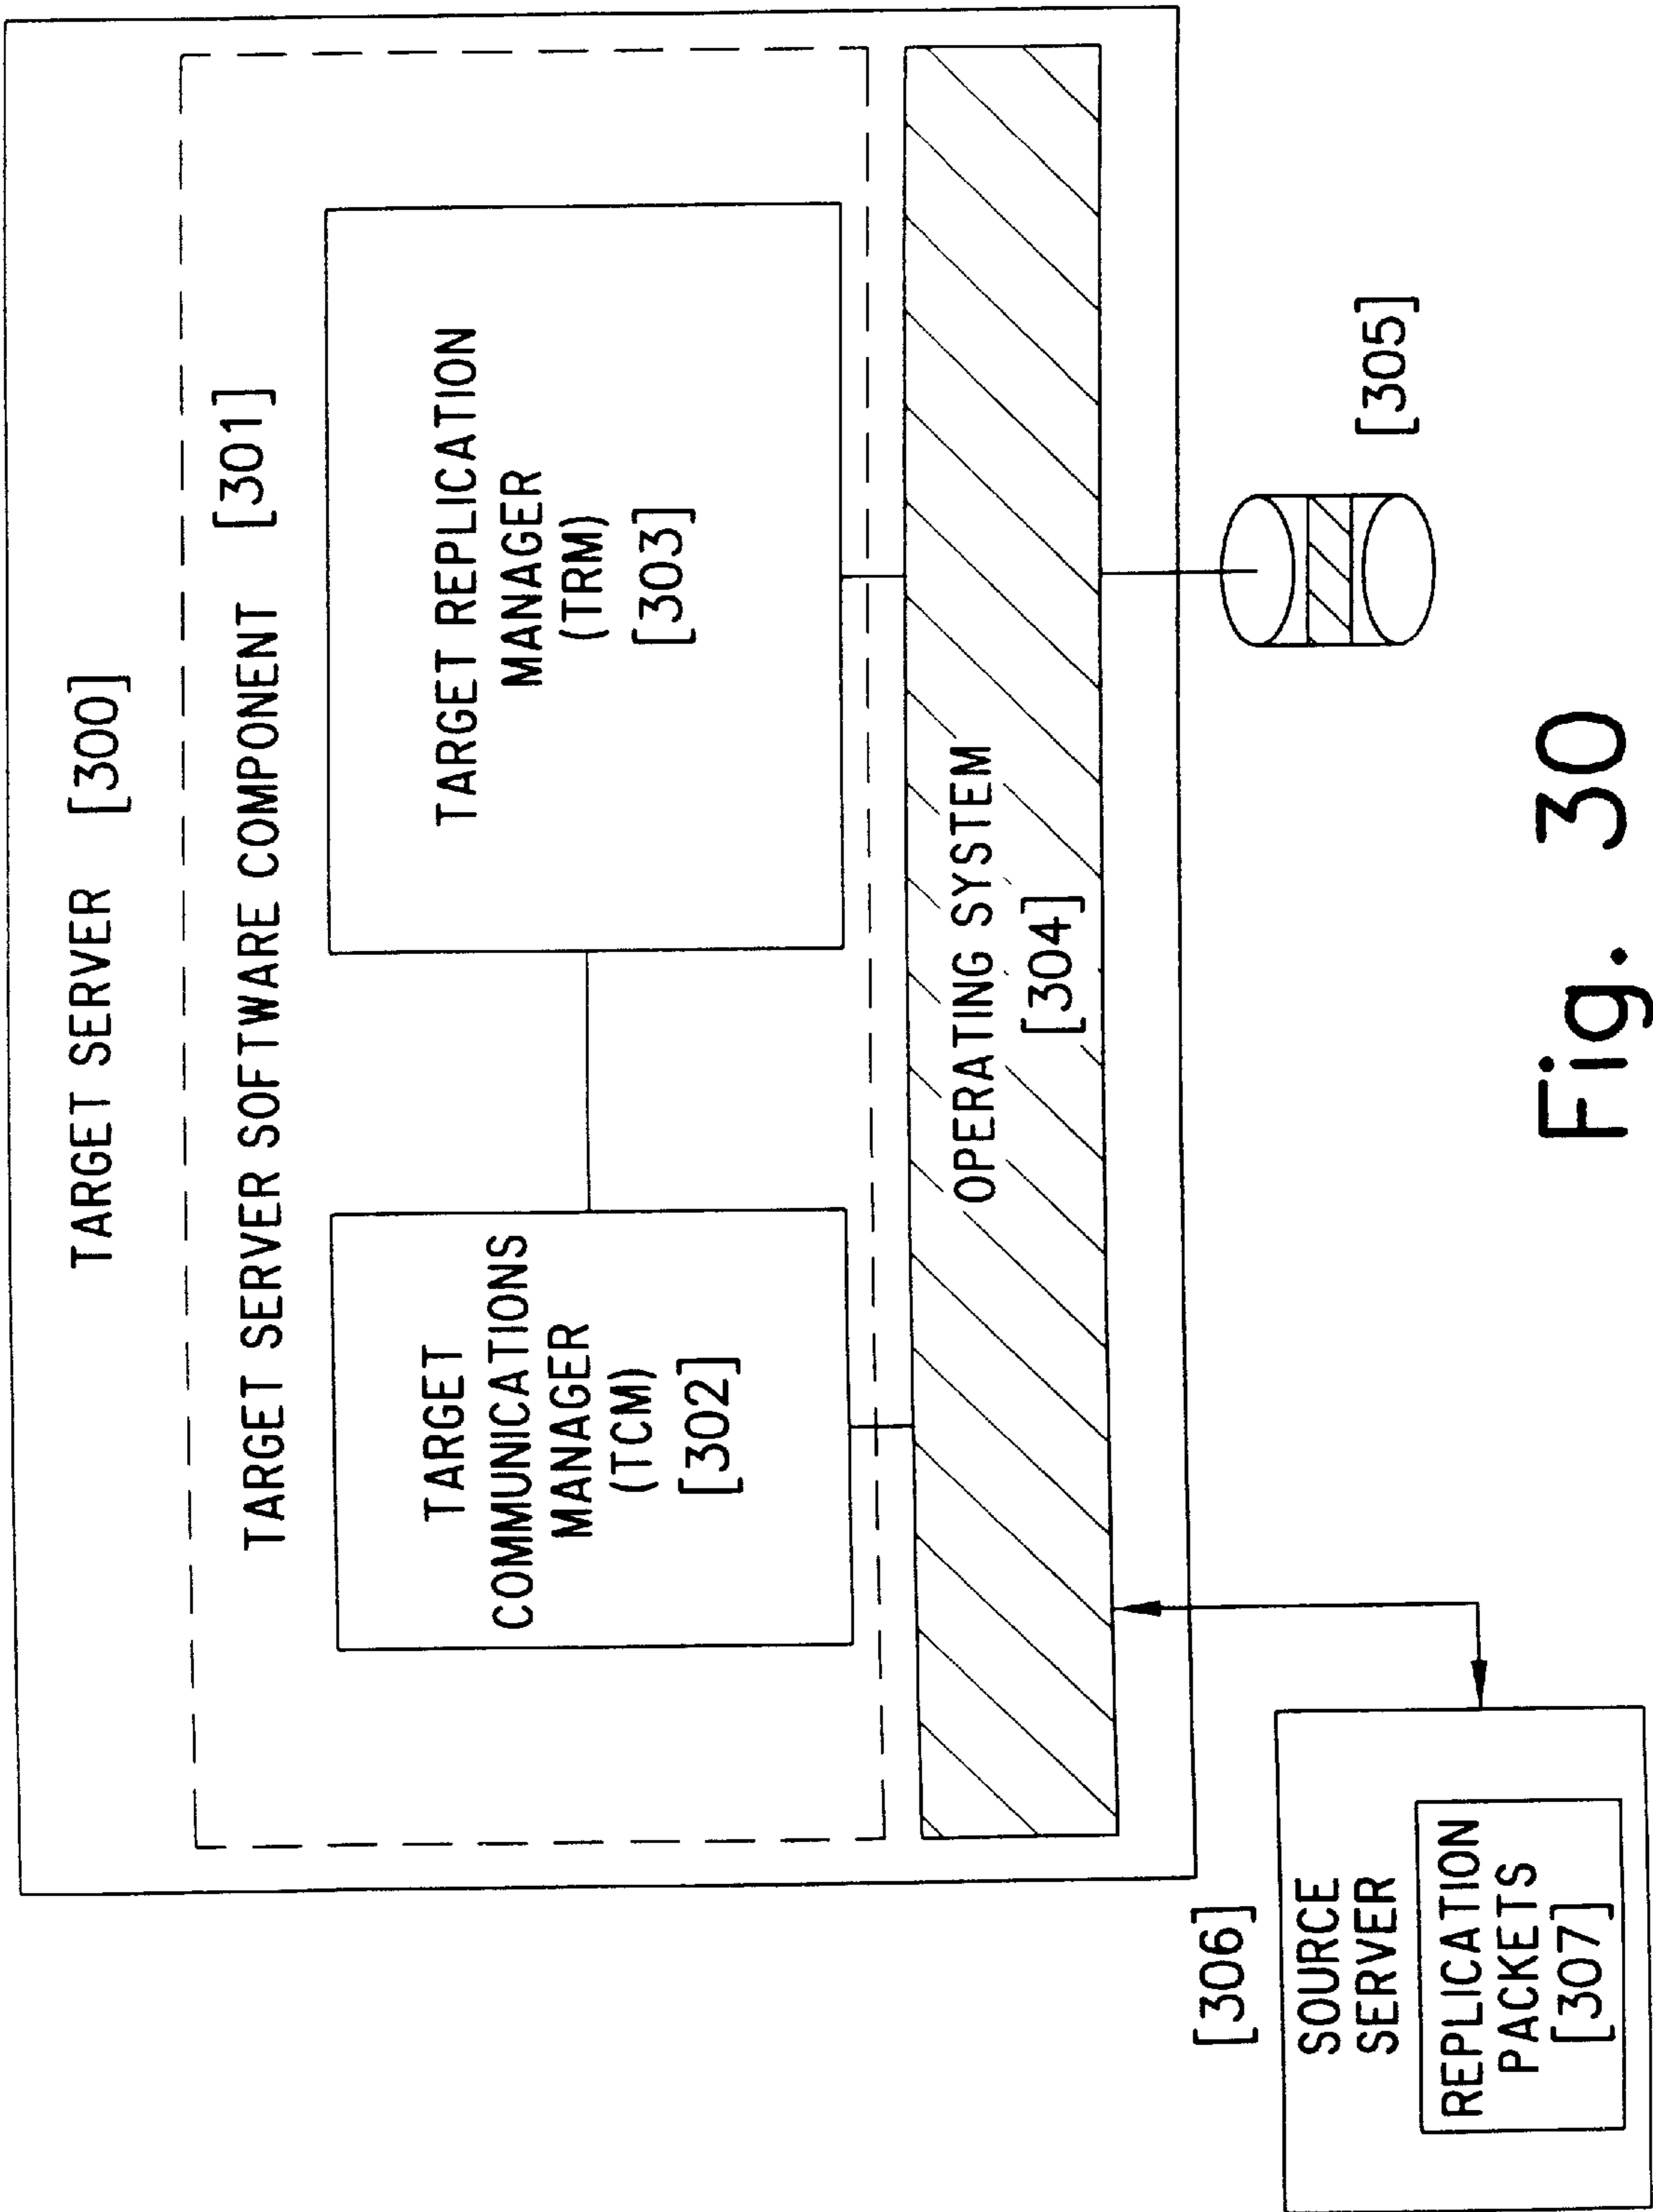 TARGET SERVER [300]
TARGET SERVER SOFTWARE COMPONENT [301]
TARGET
COMMUNICATIONS
MANAGER
(TCM)
[302]
TARGET REPLICATION
MANAGER
(TRM)
[303]
OPERATING SYSTEM
[304]
[306]
SOURCE
SERVER
REPLICATION
PACKETS
[307]
[305]
Fig. 30